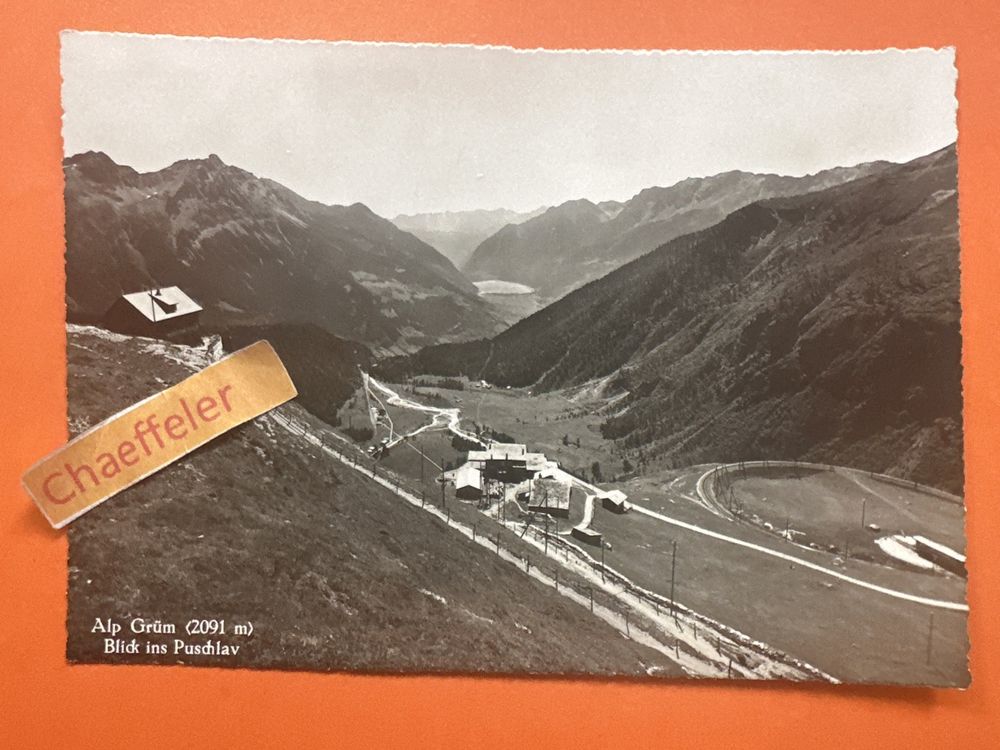 Chaeffeler
Alp Grüm (2091 m)
Blick ins Puschlav